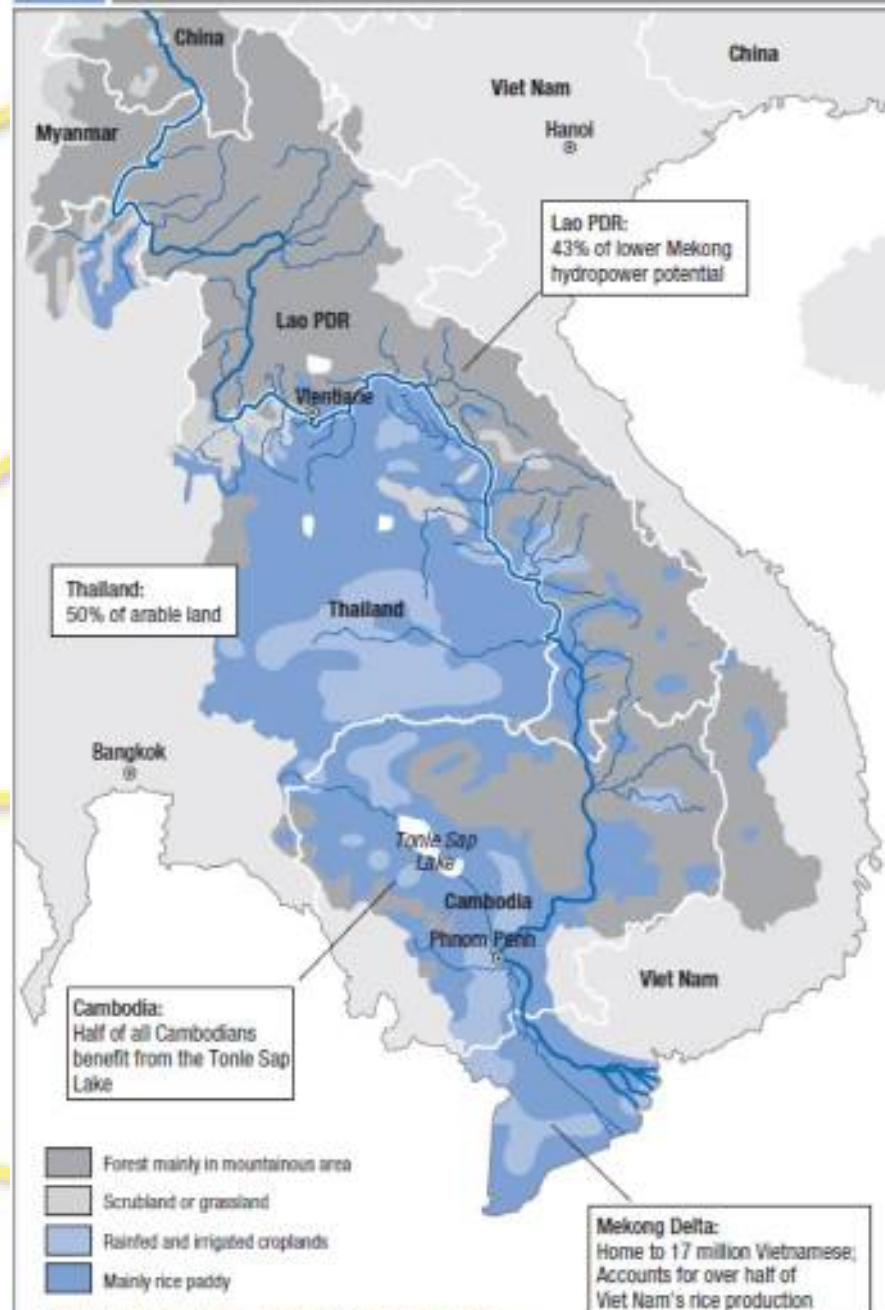 China
China
Viet Nam
Hanoi
Myanmar
Lao PDR:
43% of lower Mekong
hydropower potential
Lao PDR
Vientiane
Thailand:
50% of arable land
Thailand
Bangkok
Tonle Sap
Lake
Cambodia
Phnom Penh
Viet Nam
Cambodia:
Half of all Cambodians
benefit from the Tonle Sap
Lake
Forest mainly in mountainous area
Scrubland or grassland
Rainfed and irrigated croplands
Mainly rice paddy
Mekong Delta:
Home to 17 million Vietnamese;
Accounts for over half of
Viet Nam's rice production